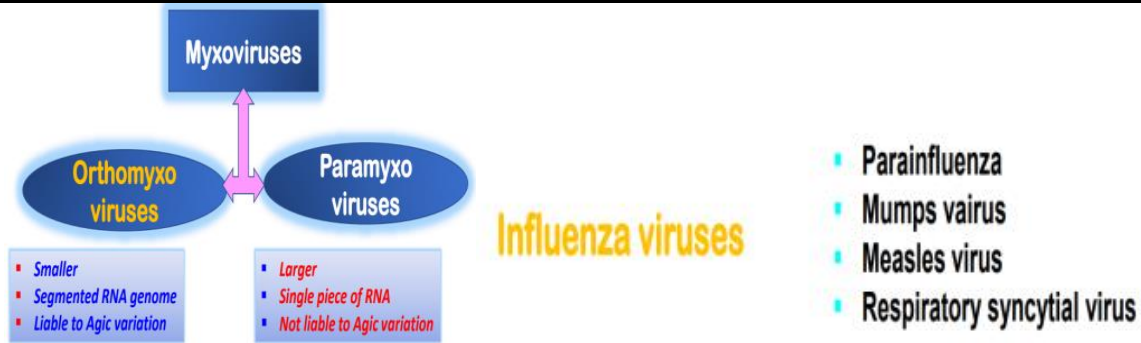 Myxoviruses
Orthomyxo
viruses
Paramyxo
viruses
▪ Smaller
▪ Segmented RNA genome
▪ Liable to Agic variation
▪ Larger
▪ Single piece of RNA
▪ Not liable to Agic variation
Influenza viruses
▪ Parainfluenza
▪ Mumps vairus
▪ Measles virus
▪ Respiratory syncytial virus